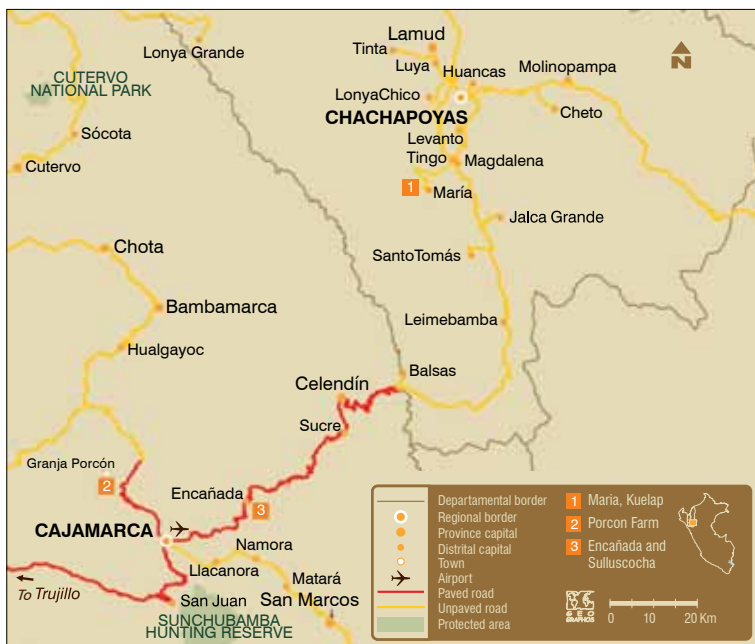 Lonya Grande
CUTERVO
NATIONAL PARK
Sócota
Cutervo
Lamud
Tinta
Luya
Huancas
Molinopampa
LonyaChico
CHACHAPOYAS
Cheto
Levanto
Tingo
Magdalena
1
María
Jalca Grande
SantoTomás
Chota
Bambamarca
Hualgayoc
Leimebamba
Balsas
Celendín
Sucre
Granja Porcón
2
Encañada
3
CAJAMARCA
Namora
Llacanora
Matará
San Marcos
To Trujillo
San Juan
SUNCHUBAMBA
HUNTING RESERVE
N
Departamental border
Regional border
Province capital
Distrital capital
Town
Airport
Paved road
Unpaved road
Protected area
1 Maria, Kuelap
2 Porcon Farm
3 Encañada and
Sulluscocha
GEO
GRAPHOS
0 10 20 Km